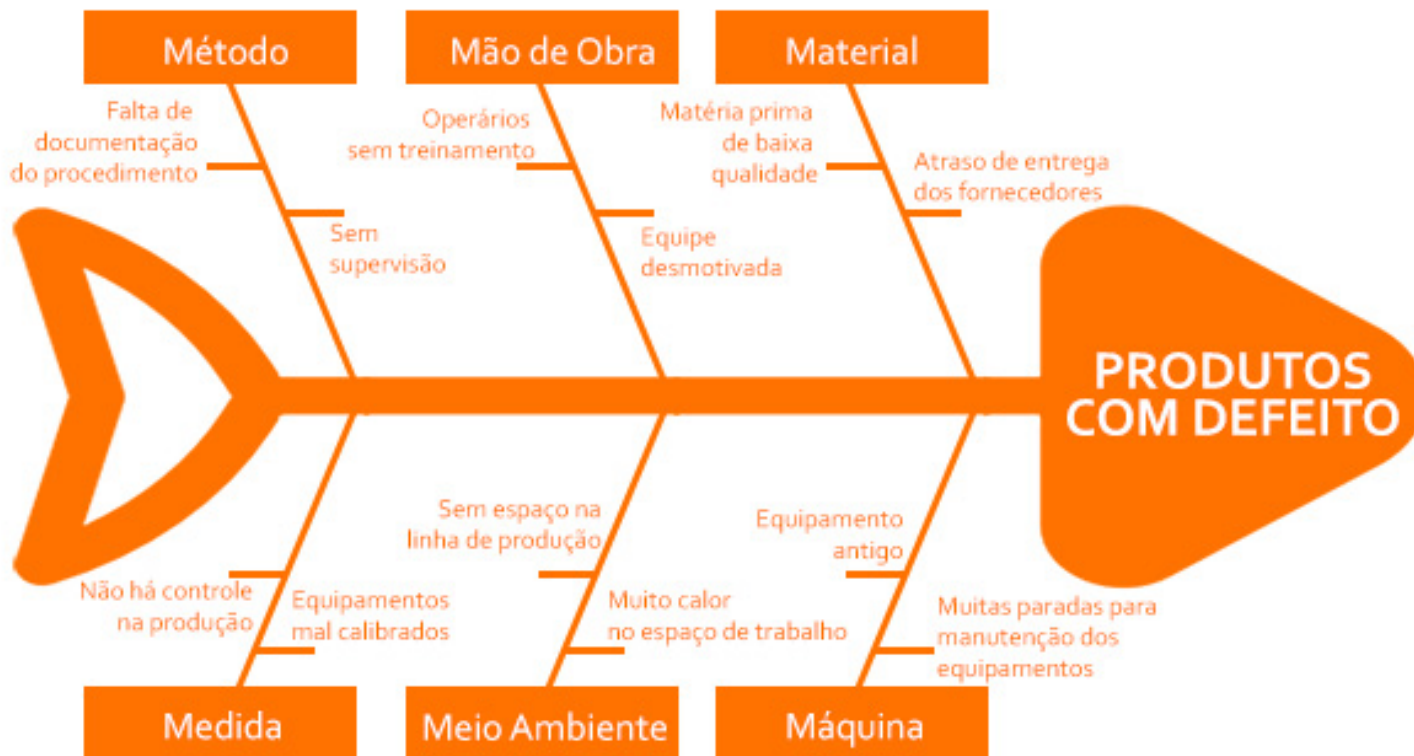 Método
Mão de Obra
Material
Falta de
documentação
do procedimento
Sem
supervisão
Operários
sem treinamento
Equipe
desmotivada
Matéria prima
de baixa
qualidade
Atraso de entrega
dos fornecedores
PRODUTOS
COM DEFEITO
Não há controle
na produção
Equipamentos
mal calibrados
Sem espaço na
linha de produção
Muito calor
no espaço de trabalho
Equipamento
antigo
Muitas paradas para
manutenção dos
equipamentos
Medida
Meio Ambiente
Máquina